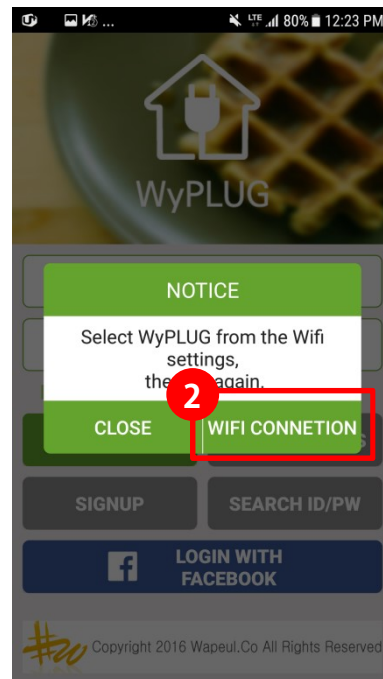 ... LTE 80% 12:23 PM
WyPLUG
NOTICE
Select WyPLUG from the Wifi
settings,
again.
2
CLOSE WIFI CONNETION
SIGNUP SEARCH ID/PW
LOGIN WITH
FACEBOOK
Copyright 2016 Wapeul.Co All Rights Reserved